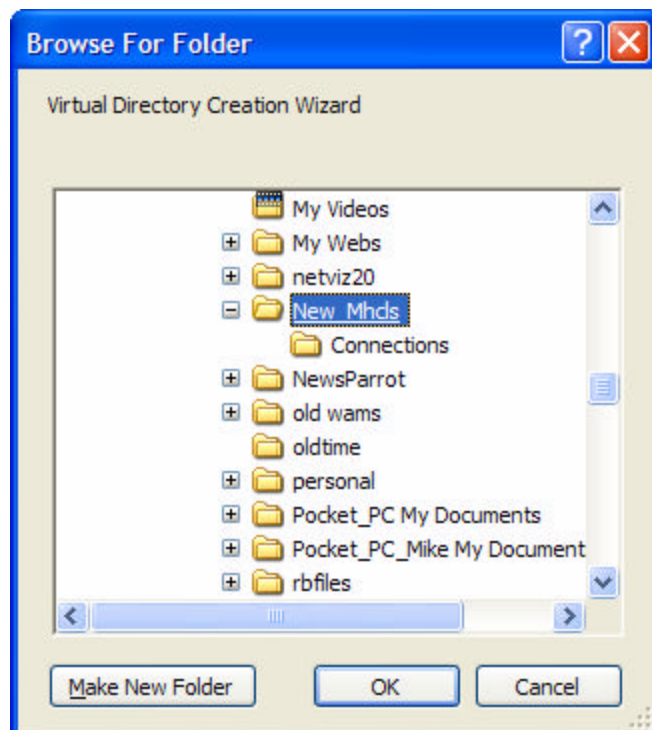 Browse For Folder
Virtual Directory Creation Wizard
My Videos
My Webs
netviz20
New_Mhcls
Connections
NewsParrot
old wams
oldtime
personal
Pocket_PC My Documents
Pocket_PC_Mike My Document
rbfiles
Make New Folder
OK
Cancel